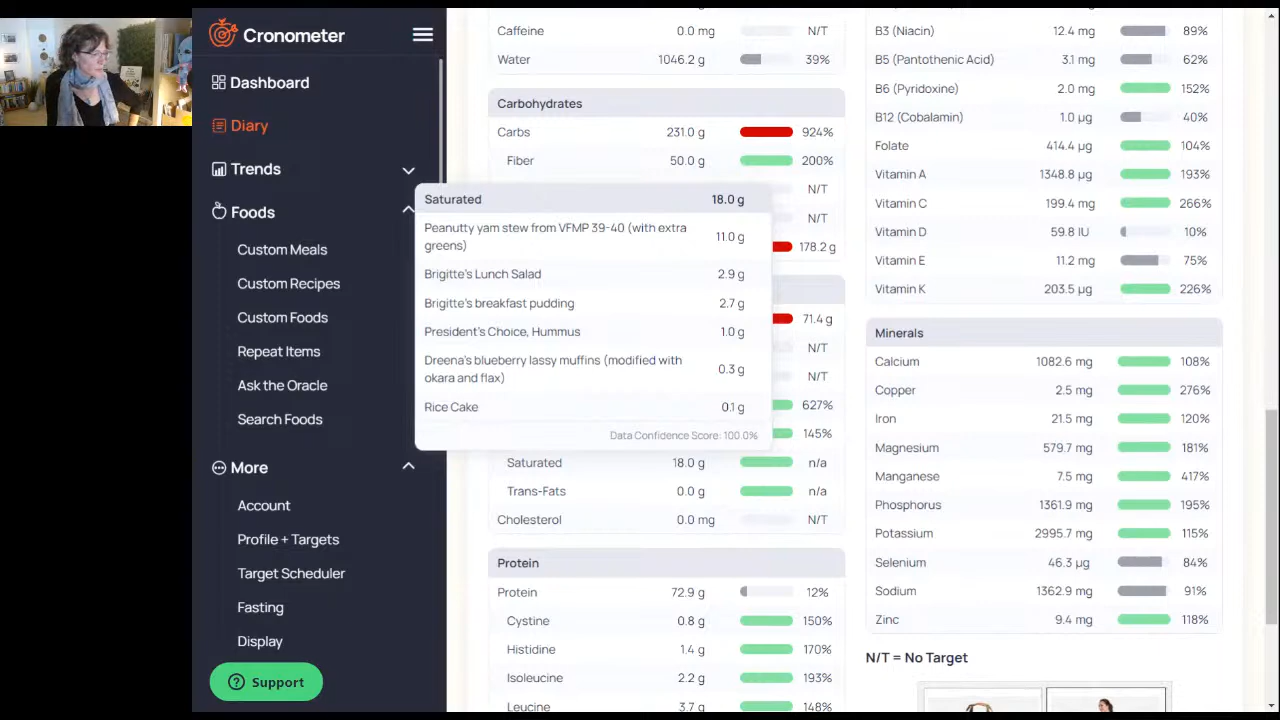 Cronometer
Dashboard
Diary
Trends
Foods
Custom Meals
Custom Recipes
Custom Foods
Repeat Items
Ask the Oracle
Search Foods
More
Account
Profile + Targets
Target Scheduler
Fasting
Display
Support
Caffeine 0.0 mg N/T
Water 1046.2 g 39%
Carbohydrates
Carbs 231.0 g 924%
Fiber 50.0 g 200%
N/T
N/T
178.2 g
Saturated 18.0 g
Peanutty yam stew from VFMP 39-40 (with extra
greens) 11.0 g
Brigitte's Lunch Salad 2.9 g
Brigitte's breakfast pudding 2.7 g
President's Choice, Hummus 1.0 g
Dreena's blueberry lassy muffins (modified with
okara and flax) 0.3 g
Rice Cake 0.1 g
Data Confidence Score: 100.0%
71.4 g
N/T
N/T
627%
145%
Saturated 18.0 g n/a
Trans-Fats 0.0 g n/a
Cholesterol 0.0 mg N/T
Protein
Protein 72.9 g 12%
Cystine 0.8 g 150%
Histidine 1.4 g 170%
Isoleucine 2.2 g 193%
Leucine 3.7 g 148%
B3 (Niacin) 12.4 mg 89%
B5 (Pantothenic Acid) 3.1 mg 62%
B6 (Pyridoxine) 2.0 mg 152%
B12 (Cobalamin) 1.0 µg 40%
Folate 414.4 µg 104%
Vitamin A 1348.8 µg 193%
Vitamin C 199.4 mg 266%
Vitamin D 59.8 IU 10%
Vitamin E 11.2 mg 75%
Vitamin K 203.5 µg 226%
Minerals
Calcium 1082.6 mg 108%
Copper 2.5 mg 276%
Iron 21.5 mg 120%
Magnesium 579.7 mg 181%
Manganese 7.5 mg 417%
Phosphorus 1361.9 mg 195%
Potassium 2995.7 mg 115%
Selenium 46.3 µg 84%
Sodium 1362.9 mg 91%
Zinc 9.4 mg 118%
N/T = No Target